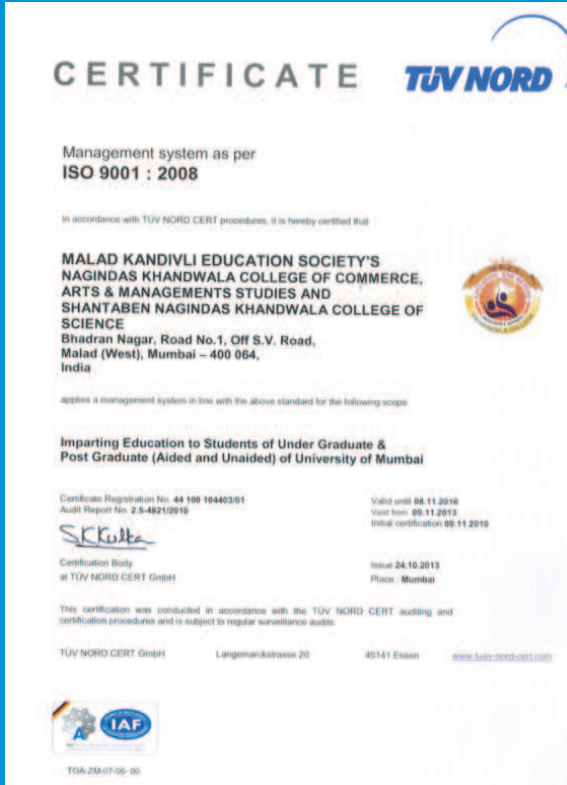 CERTIFICATE
TÜV NORD
Management system as per
ISO 9001 : 2008
In accordance with TÜV NORD CERT procedures, it is hereby certified that
MALAD KANDIVLI EDUCATION SOCIETY'S
NAGINDAS KHANDWALA COLLEGE OF COMMERCE,
ARTS & MANAGEMENTS STUDIES AND
SHANTABEN NAGINDAS KHANDWALA COLLEGE OF
SCIENCE
Bhadran Nagar, Road No.1, Off S.V. Road,
Malad (West), Mumbai – 400 064,
India
applies a management system in line with the above standard for the following scope
Imparting Education to Students of Under Graduate &
Post Graduate (Aided and Unaided) of University of Mumbai
Certificate Registration No. 44 100 104403/01
Audit Report No. 2.5-4821/2010
Valid until 08.11.2016
Valid from 09.11.2013
Initial certification 09.11.2010
Certification Body
at TÜV NORD CERT GmbH
Issue 24.10.2013
Place Mumbai
This certification was conducted in accordance with the TÜV NORD CERT auditing and
certification procedures and is subject to regular surveillance audits.
TÜV NORD CERT GmbH Langemarckstrasse 20 45141 Essen www.tuev-nord-cert.com
IAF
TGA-ZM-07-06-00